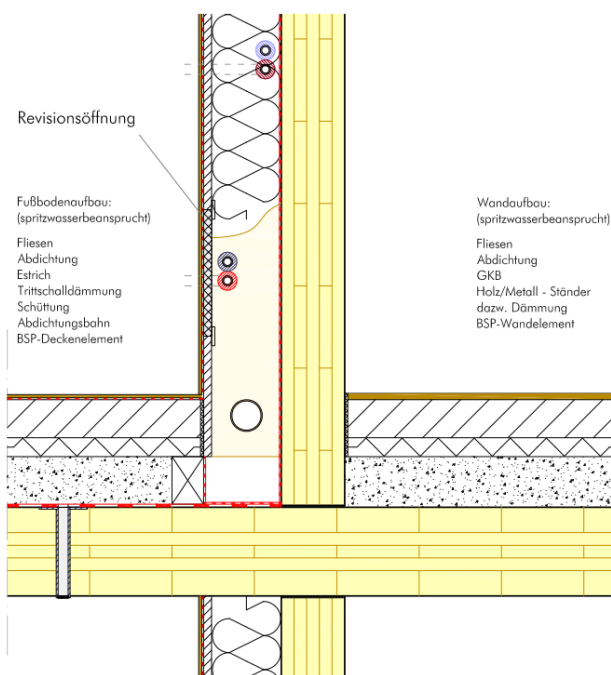 Revisionsöffnung
Fußbodenaufbau:
(spritzwasserbeansprucht)
Fliesen
Abdichtung
Estrich
Trittschalldämmung
Schüttung
Abdichtungsbahn
BSP-Deckenelement
Wandaufbau:
(spritzwasserbeansprucht)
Fliesen
Abdichtung
GKB
Holz/Metall - Ständer
dazw. Dämmung
BSP-Wandelement